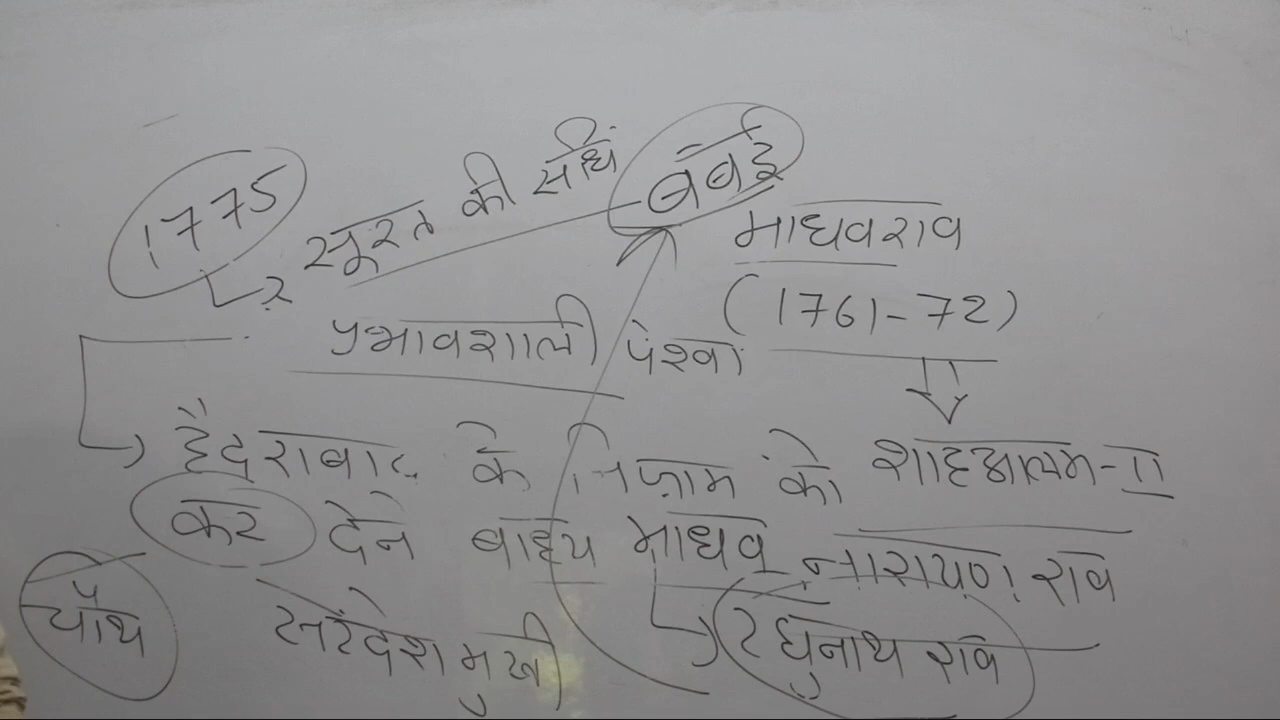 1775
सूरत की संधि
बंबई
माधवराव
(1761-72)
प्रभावशाली पेशवा
हैदराबाद के निज़ाम को शाहआलम-II
कर देने बाह्य माधव नारायण राव
चौथ सरदेशमुखी रघुनाथ राव